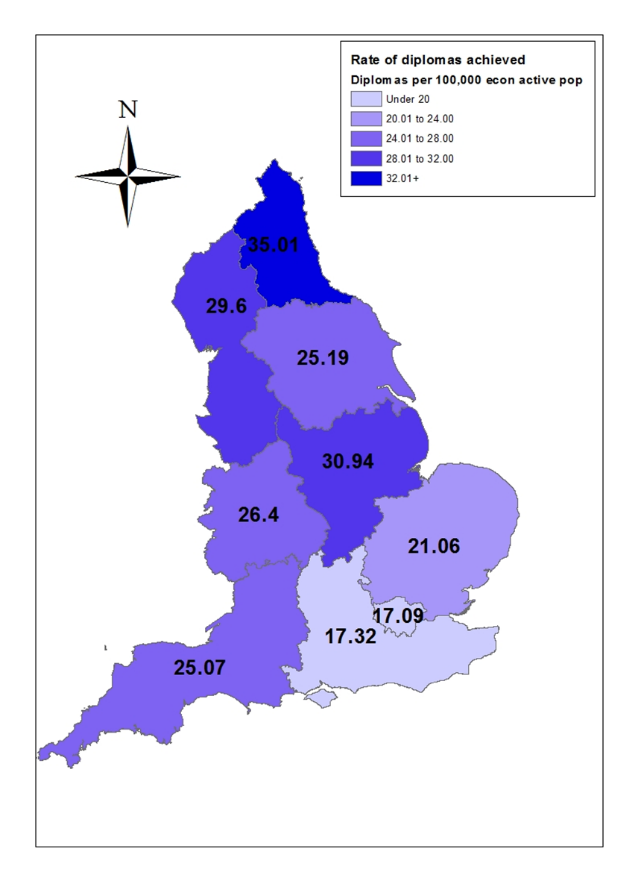 Rate of diplomas achieved
Diplomas per 100,000 econ active pop
Under 20
20.01 to 24.00
24.01 to 28.00
28.01 to 32.00
32.01+
N
35.01
29.6
25.19
30.94
26.4
21.06
17.09
17.32
25.07